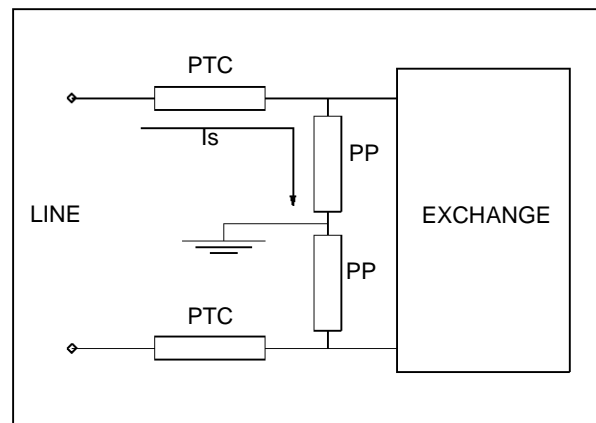 PTC
Is
PP
LINE
EXCHANGE
PP
PTC